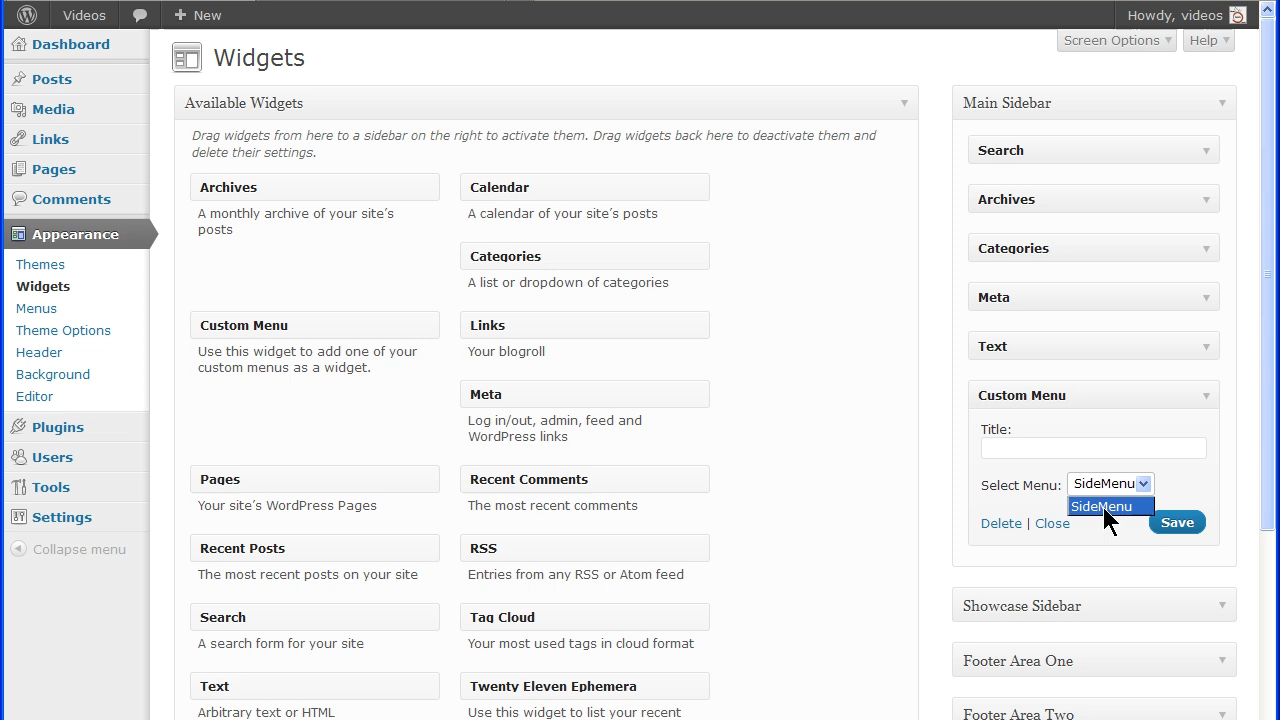 Videos
New
Howdy, videos
Dashboard
Posts
Media
Links
Pages
Comments
Appearance
Themes
Widgets
Menus
Theme Options
Header
Background
Editor
Plugins
Users
Tools
Settings
Collapse menu
Screen Options
Help
Widgets
Available Widgets
Drag widgets from here to a sidebar on the right to activate them. Drag widgets back here to deactivate them and
delete their settings.
Archives
A monthly archive of your site's
posts
Calendar
A calendar of your site's posts
Categories
A list or dropdown of categories
Custom Menu
Use this widget to add one of your
custom menus as a widget.
Links
Your blogroll
Meta
Log in/out, admin, feed and
WordPress links
Pages
Your site's WordPress Pages
Recent Comments
The most recent comments
Recent Posts
The most recent posts on your site
RSS
Entries from any RSS or Atom feed
Search
A search form for your site
Tag Cloud
Your most used tags in cloud format
Text
Arbitrary text or HTML
Twenty Eleven Ephemera
Use this widget to list your recent
Main Sidebar
Search
Archives
Categories
Meta
Text
Custom Menu
Title:
Select Menu: SideMenu
SideMenu
Delete | Close
Save
Showcase Sidebar
Footer Area One
Footer Area Two